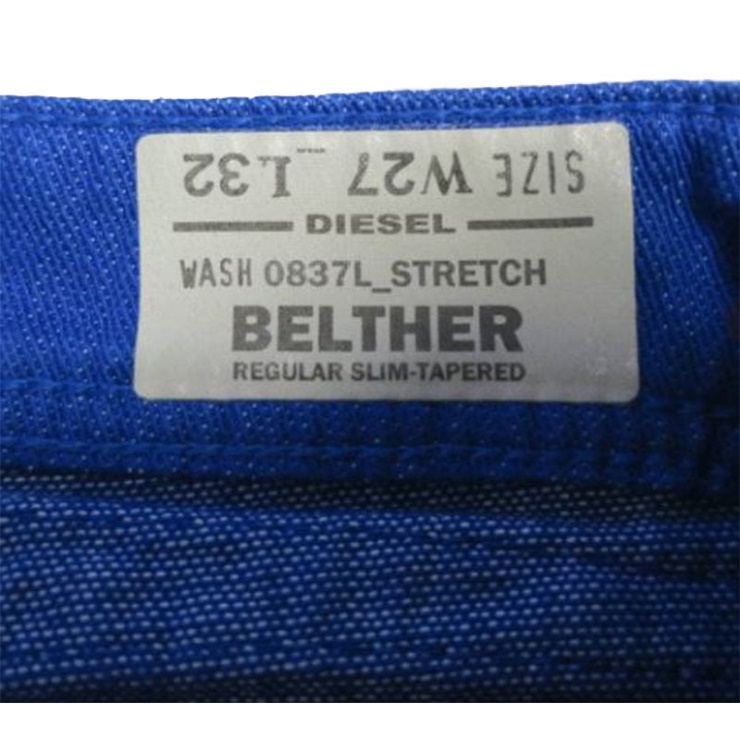 SIZE W27 L32
DIESEL
WASH 0837L_STRETCH
BELTHER
REGULAR SLIM-TAPERED